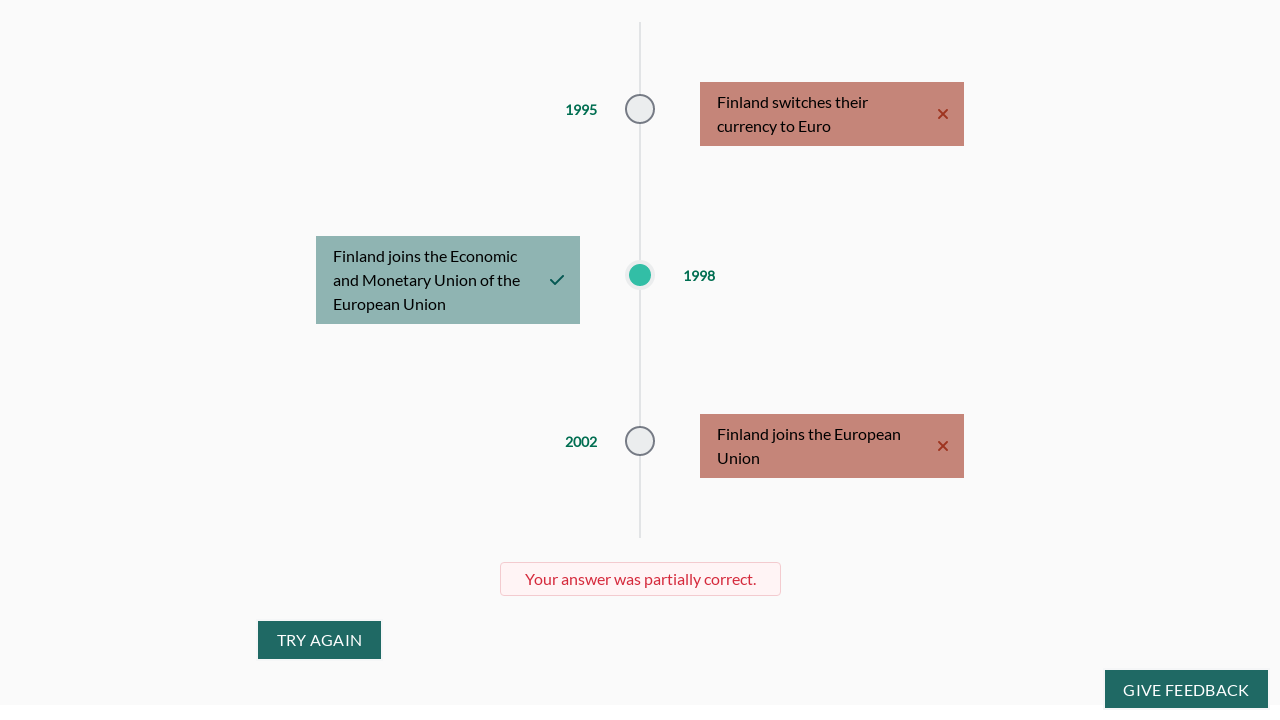 1995
Finland switches their
currency to Euro
Finland joins the Economic
and Monetary Union of the
European Union
1998
2002
Finland joins the European
Union
Your answer was partially correct.
TRY AGAIN
GIVE FEEDBACK